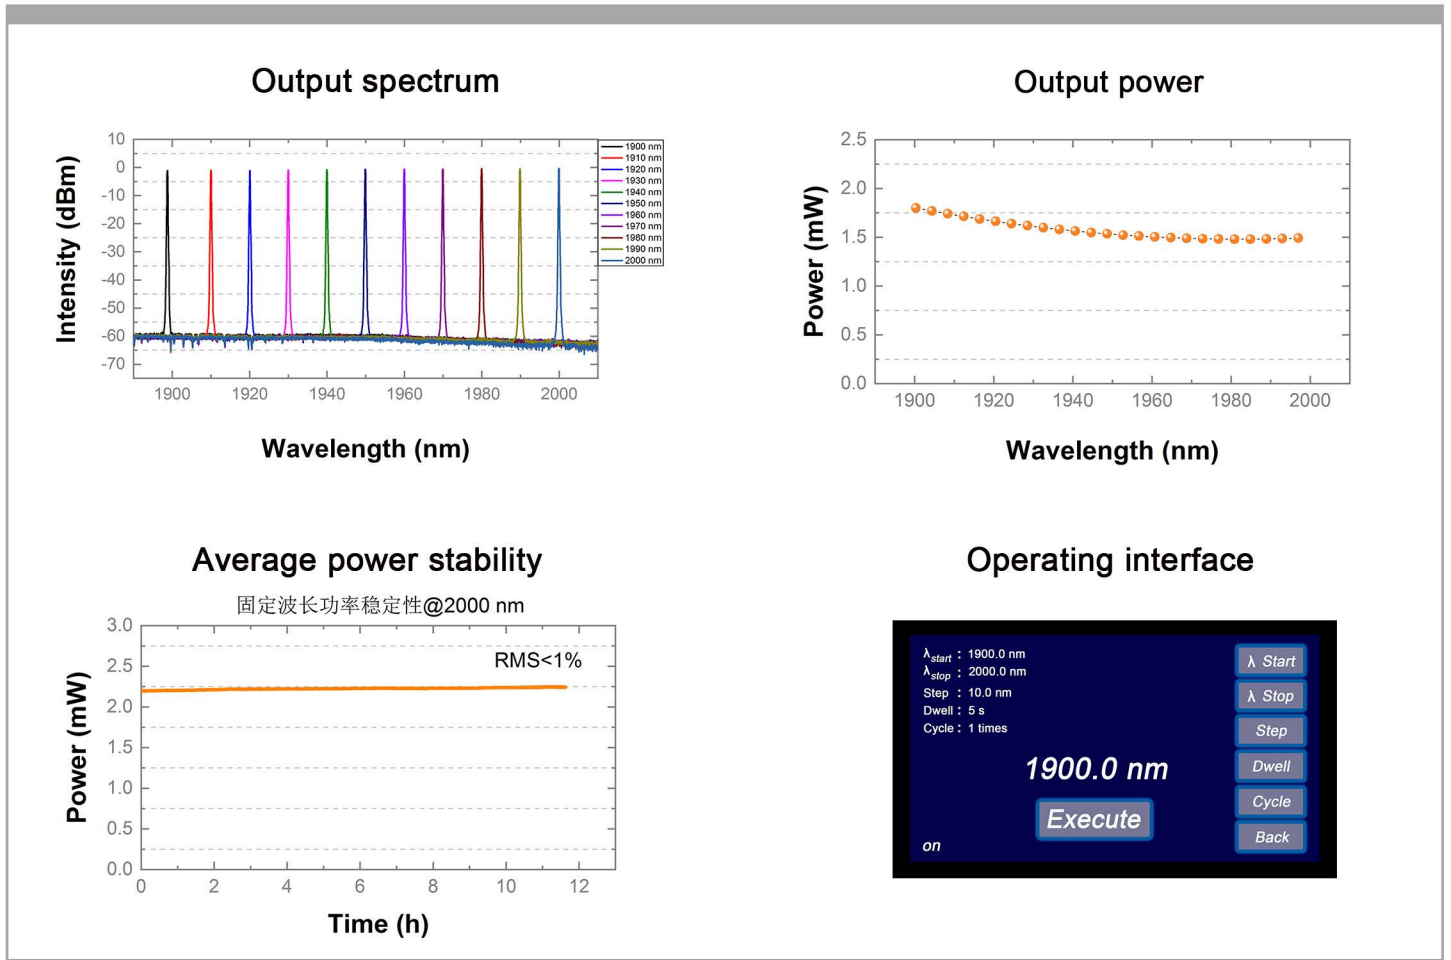 Output spectrum
10
0
-10
-20
-30
-40
-50
-60
-70
1900
1920
1940
1960
1980
2000
Intensity (dBm)
Wavelength (nm)
1900 nm
1910 nm
1920 nm
1930 nm
1940 nm
1950 nm
1960 nm
1970 nm
1980 nm
1990 nm
2000 nm
Output power
2.5
2.0
1.5
1.0
0.5
0.0
1900
1920
1940
1960
1980
2000
Power (mW)
Wavelength (nm)
Average power stability
固定波长功率稳定性@2000 nm
RMS<1%
3.0
2.5
2.0
1.5
1.0
0.5
0.0
0
2
4
6
8
10
12
Power (mW)
Time (h)
Operating interface
λstart : 1900.0 nm
λstop : 2000.0 nm
Step : 10.0 nm
Dwell : 5 s
Cycle : 1 times
1900.0 nm
Execute
on
λ Start
λ Stop
Step
Dwell
Cycle
Back